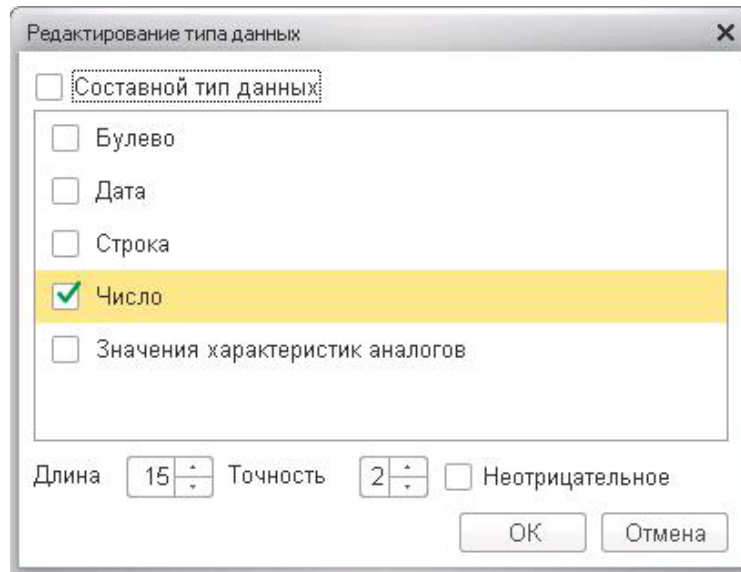 Редактирование типа данных
Составной тип данных
Булево
Дата
Строка
Число
Значения характеристик аналогов
Длина 15 Точность 2 Неотрицательное
ОК Отмена